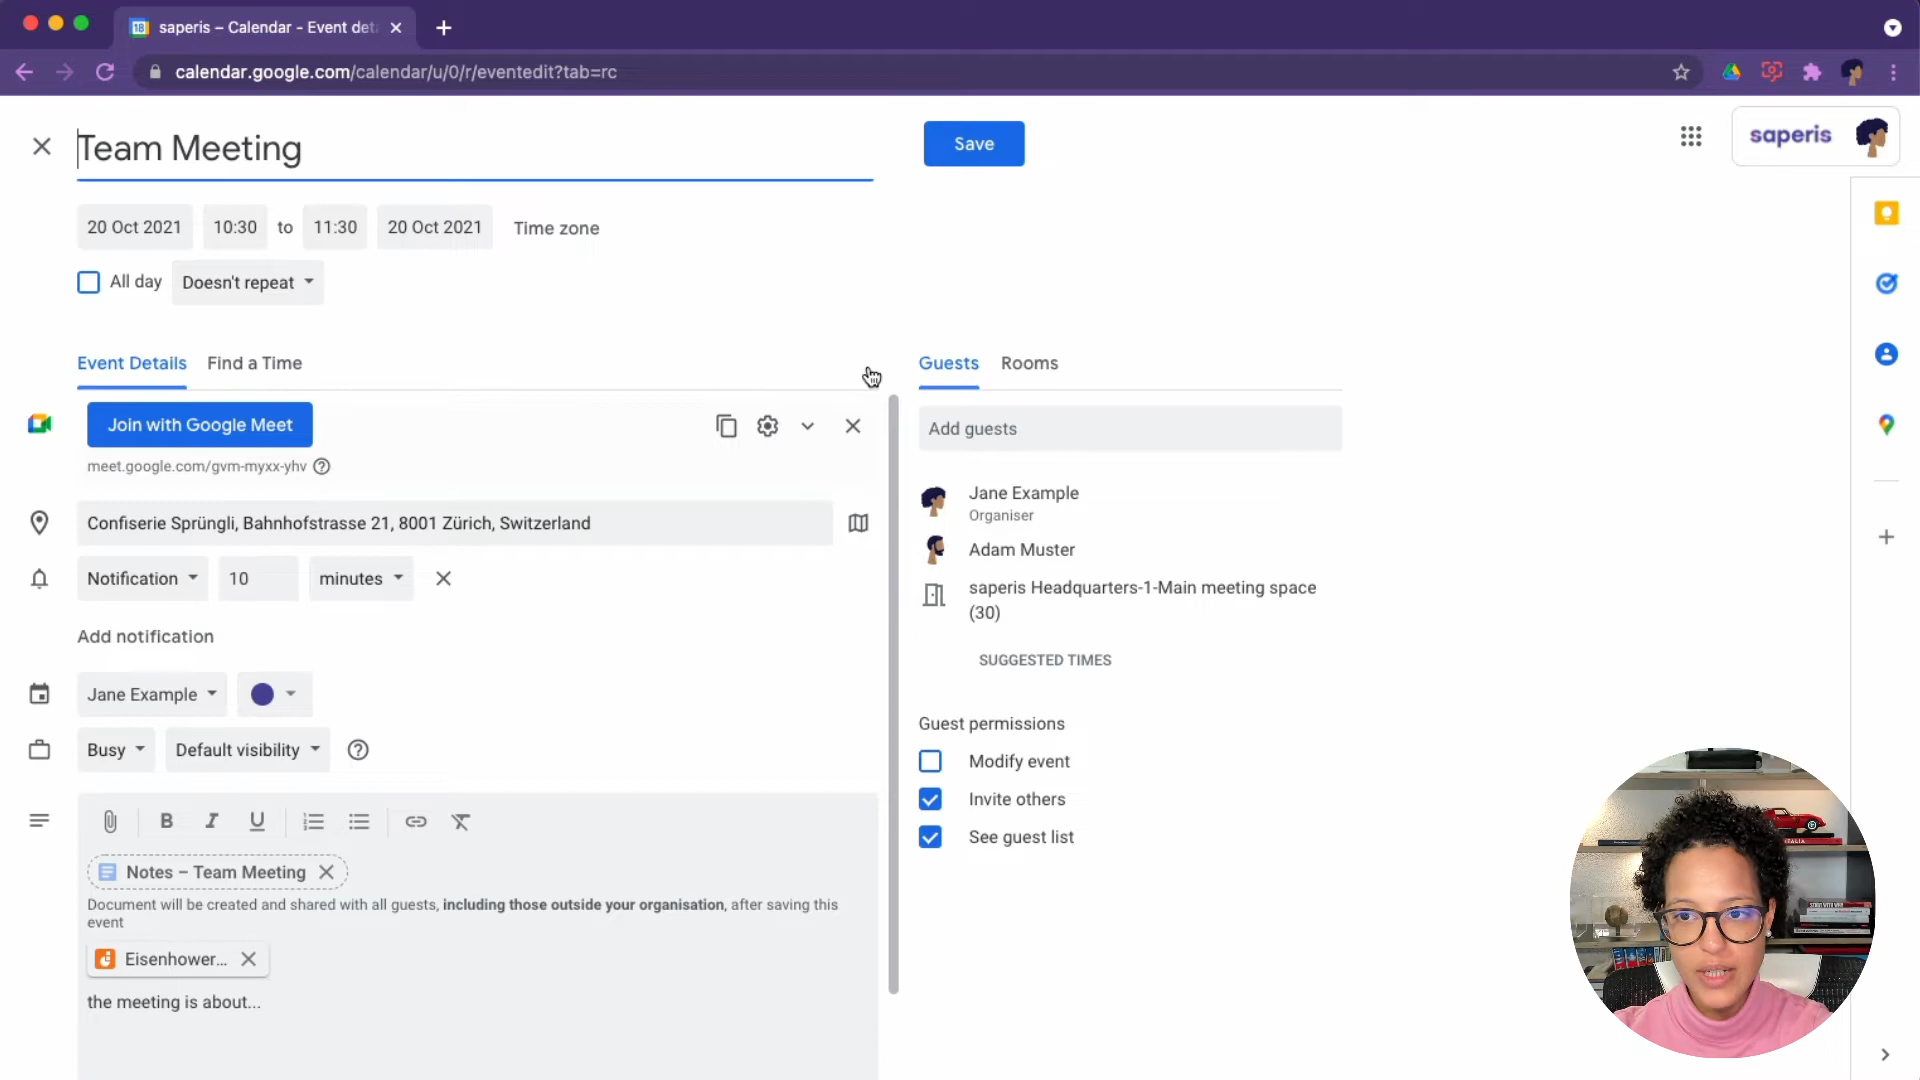 saperis – Calendar - Event deta
calendar.google.com/calendar/u/0/r/eventedit?tab=rc
Team Meeting
Save
saperis
20 Oct 2021 10:30 to 11:30 20 Oct 2021 Time zone
All day Doesn't repeat
Event Details Find a Time
Guests Rooms
Join with Google Meet
meet.google.com/gvm-myxx-yhv
Add guests
Jane Example
Organiser
Confiserie Sprüngli, Bahnhofstrasse 21, 8001 Zürich, Switzerland
Adam Muster
Notification 10 minutes
saperis Headquarters-1-Main meeting space
(30)
Add notification
SUGGESTED TIMES
Jane Example
Guest permissions
Busy Default visibility
Modify event
Invite others
See guest list
B I U
Notes – Team Meeting
Document will be created and shared with all guests, including those outside your organisation, after saving this
event
Eisenhower...
the meeting is about...